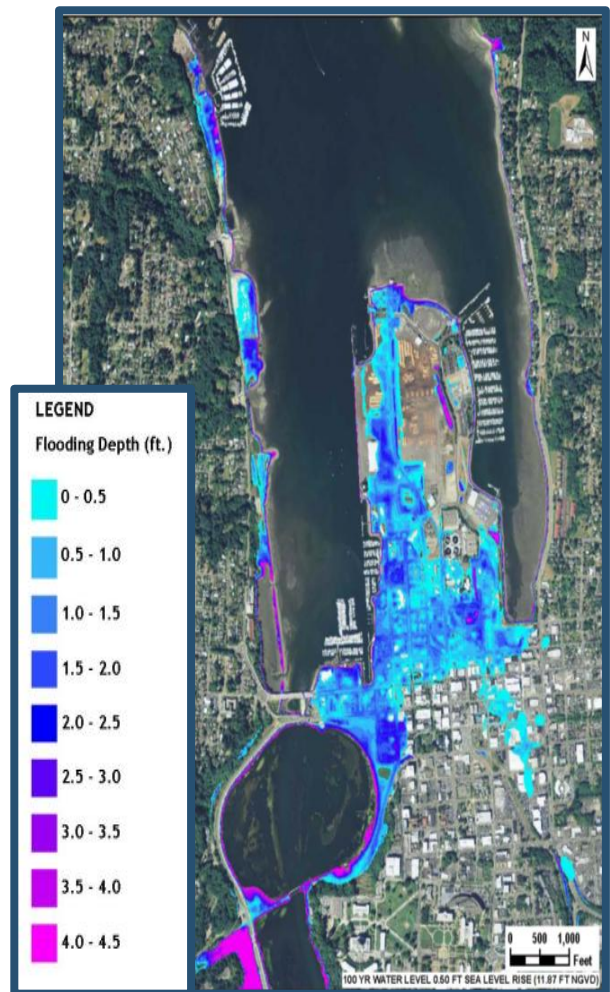 N
LEGEND
Flooding Depth (ft.)
0 - 0.5
0.5 - 1.0
1.0 - 1.5
1.5 - 2.0
2.0 - 2.5
2.5 - 3.0
3.0 - 3.5
3.5 - 4.0
4.0 - 4.5
0 500 1,000
Feet
100 YR WATER LEVEL 0.50 FT SEA LEVEL RISE (11.87 FT NGVD)